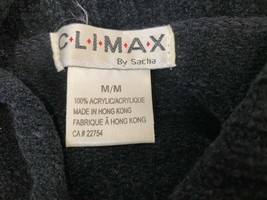 C♦L♦I♦M♦A♦X
By Sacha
M/M
100% ACRYLIC/ACRYLIQUE
MADE IN HONG KONG
FABRIQUE À HONG KONG
CA# 22754